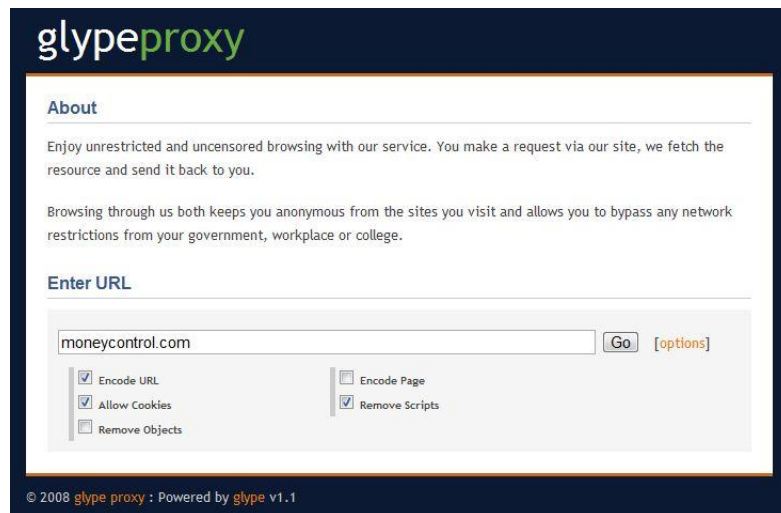 glypeproxy
About
Enjoy unrestricted and uncensored browsing with our service. You make a request via our site, we fetch the
resource and send it back to you.
Browsing through us both keeps you anonymous from the sites you visit and allows you to bypass any network
restrictions from your government, workplace or college.
Enter URL
moneycontrol.com Go [options]
Encode URL Encode Page
Allow Cookies Remove Scripts
Remove Objects
© 2008 glype proxy : Powered by glype v1.1